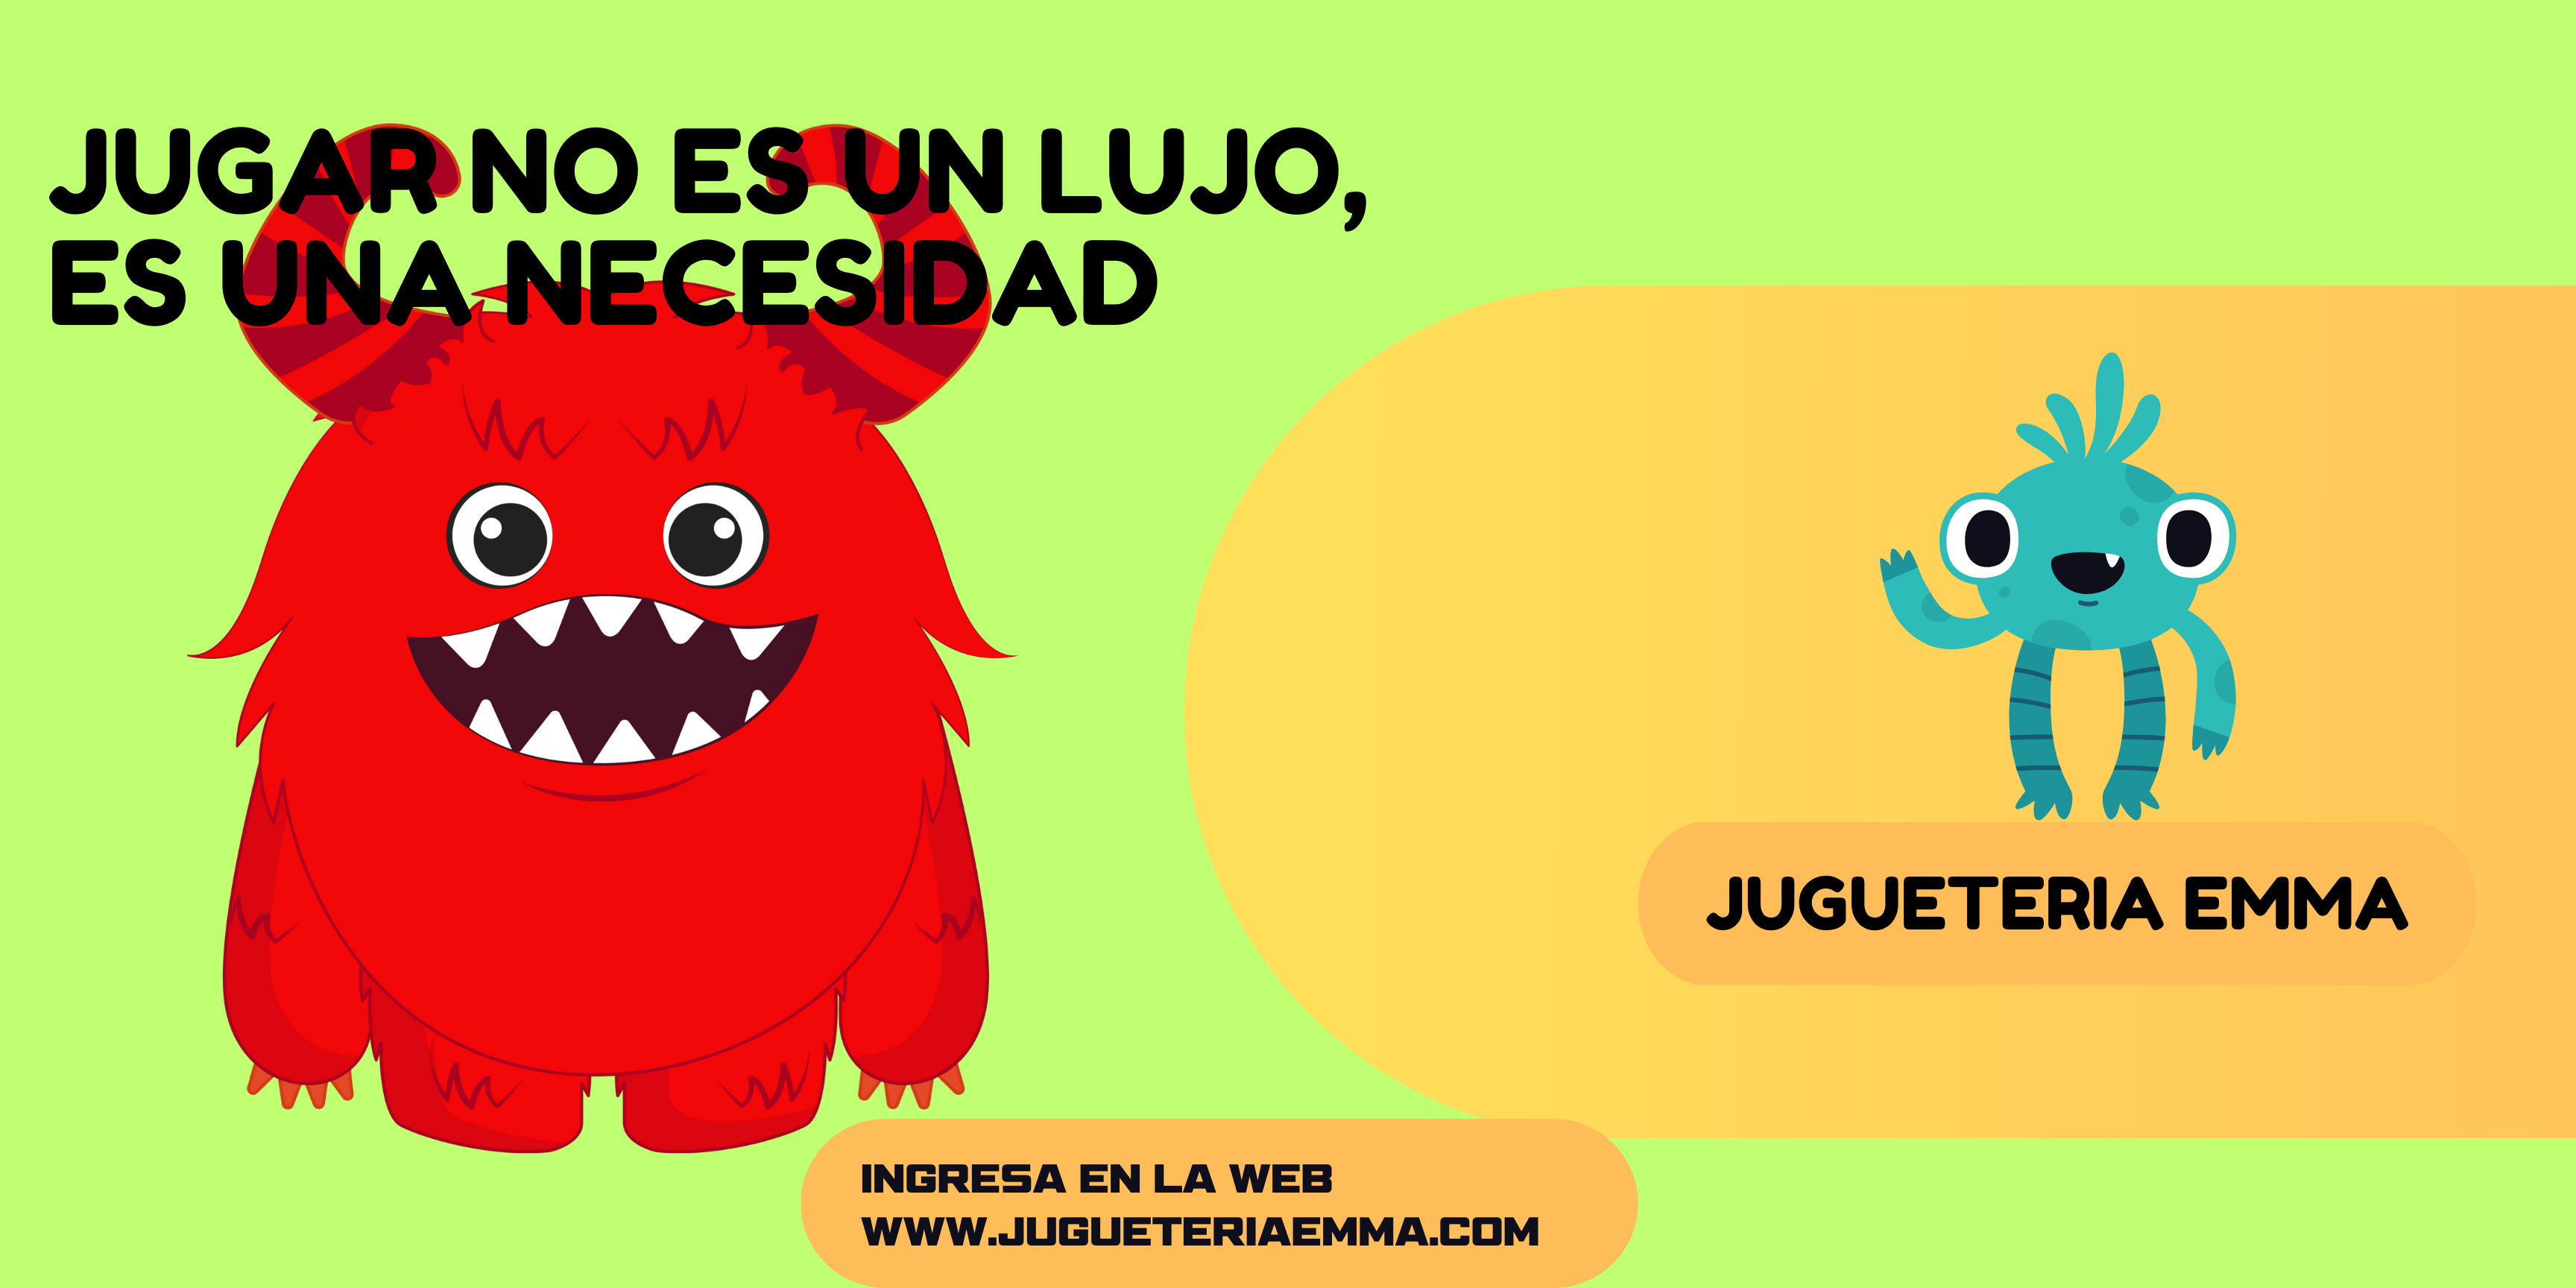 JUGAR NO ES UN LUJO,
ES UNA NECESIDAD
JUGUETERIA EMMA
INGRESA EN LA WEB
WWW.JUGUETERIAEMMA.COM